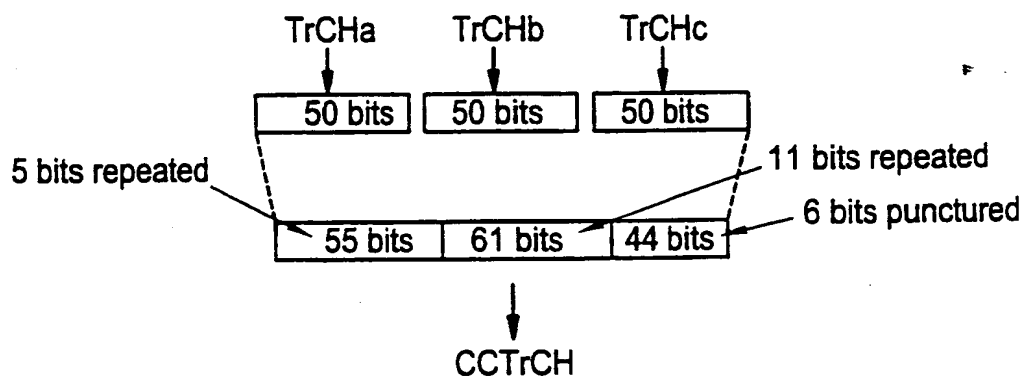 TrCHa TrCHb TrCHc
50 bits 50 bits 50 bits
5 bits repeated
11 bits repeated
6 bits punctured
55 bits 61 bits 44 bits
CCTrCH